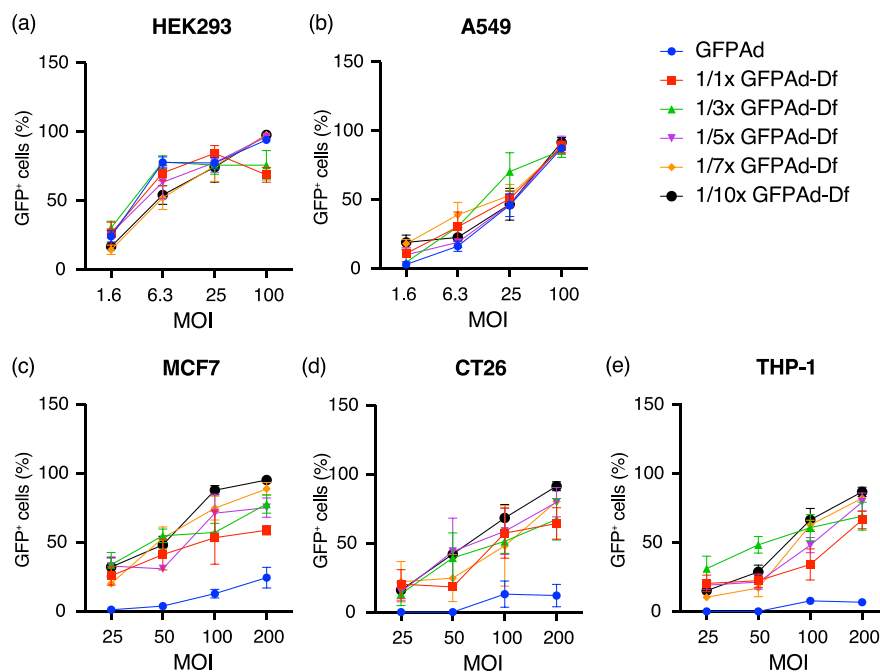 (a)
HEK293
150
100
50
0
GFP⁺ cells (%)
1.6 6.3 25 100
MOI
(b)
A549
150
100
50
0
GFP⁺ cells (%)
1.6 6.3 25 100
MOI
GFPAd
1/1x GFPAd-Df
1/3x GFPAd-Df
1/5x GFPAd-Df
1/7x GFPAd-Df
1/10x GFPAd-Df
(c)
MCF7
150
100
50
0
GFP⁺ cells (%)
25 50 100 200
MOI
(d)
CT26
150
100
50
0
GFP⁺ cells (%)
25 50 100 200
MOI
(e)
THP-1
150
100
50
0
GFP⁺ cells (%)
25 50 100 200
MOI